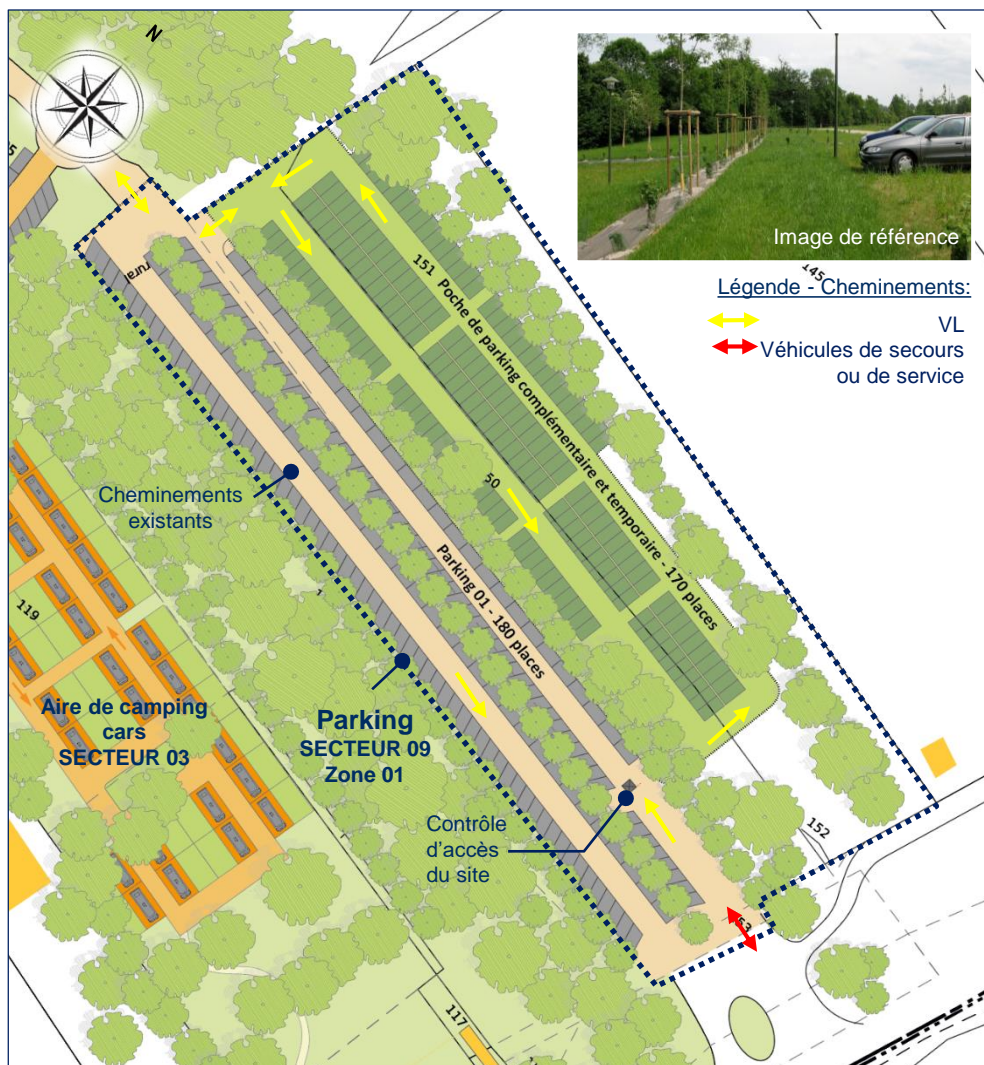 N
Image de référence
145
Légende - Cheminements:
VL
Véhicules de secours
ou de service
rural
151 Poche de parking complémentaire et temporaire - 170 places
50
Cheminements
existants
Parking 01 - 180 places
119
Aire de camping
cars
SECTEUR 03
Parking
SECTEUR 09
Zone 01
Contrôle
d'accès
du site
152
53
117